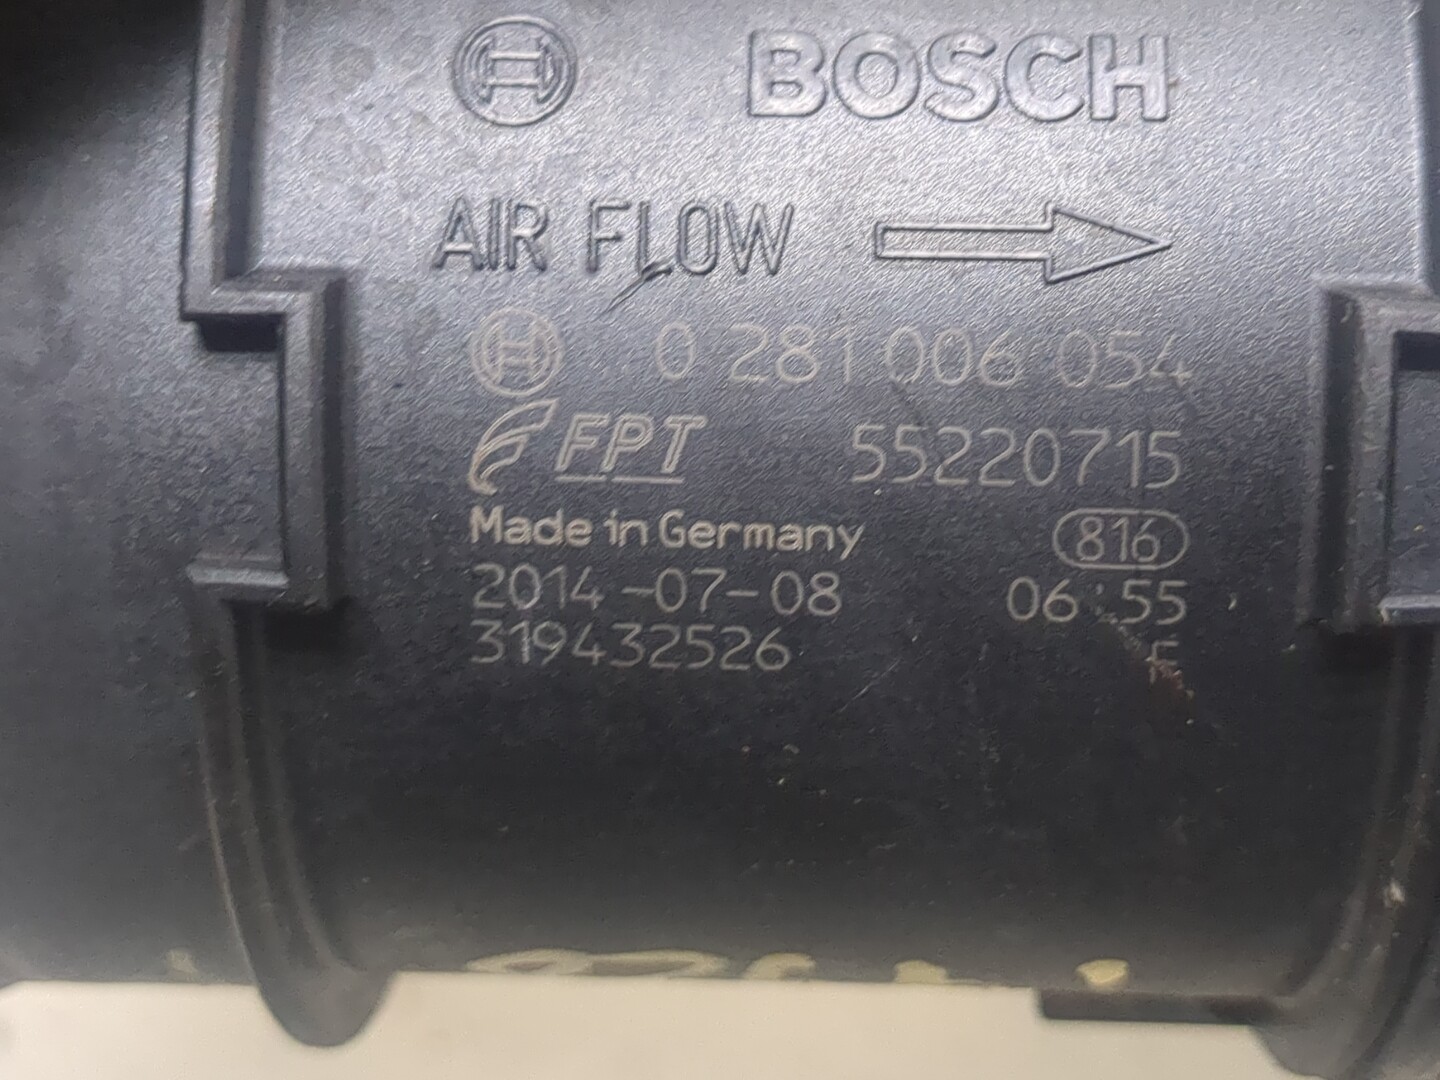 BOSCH
AIR FLOW
0 281 006 054
FPT 55220715
Made in Germany 816
2014-07-08 06:55
319432526 F